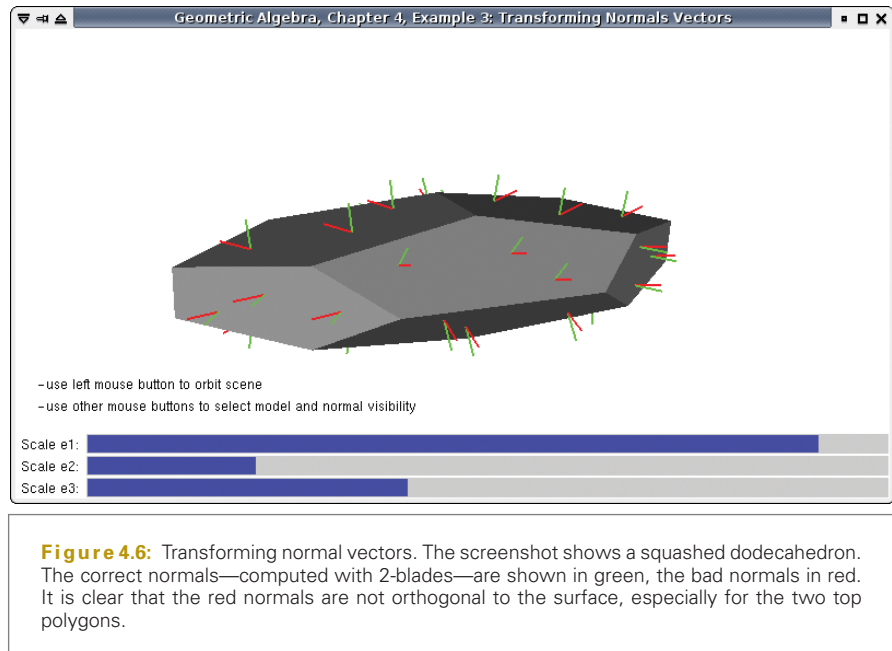 Geometric Algebra, Chapter 4, Example 3: Transforming Normals Vectors
-use left mouse button to orbit scene
-use other mouse buttons to select model and normal visibility
Scale e1:
Scale e2:
Scale e3:
Figure 4.6: Transforming normal vectors. The screenshot shows a squashed dodecahedron.
The correct normals—computed with 2-blades—are shown in green, the bad normals in red.
It is clear that the red normals are not orthogonal to the surface, especially for the two top
polygons.